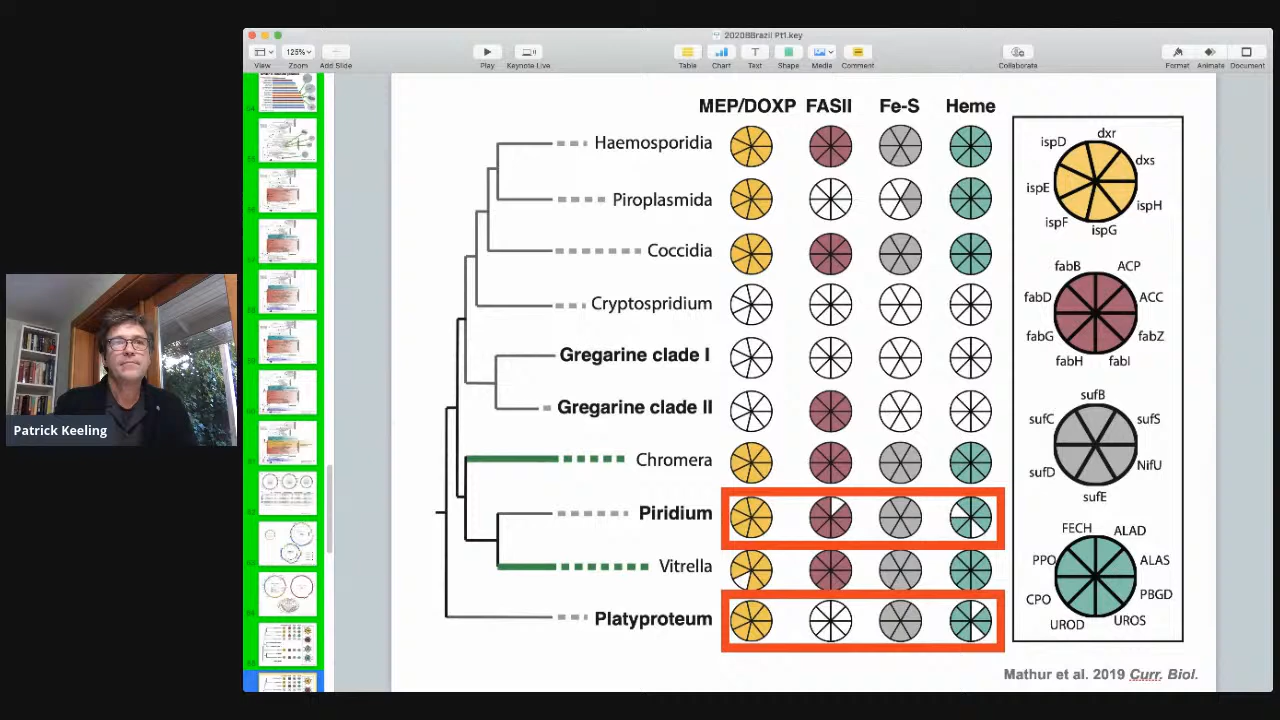 2020BBrazil Pt1.key
125%
View
Zoom
Add Slide
Play
Keynote Live
Table
Chart
Text
Shape
Media
Comment
Collaborate
Format
Animate
Document
MEP/DOXP FASII Fe-S Heme
Haemosporidia
Piroplasmida
Coccidia
Cryptospridium
Gregarine clade I
Gregarine clade II
Chromera
Piridium
Vitrella
Platyproteum
dxr
ispD
dxs
ispE
ispH
ispF
ispG
fabB
ACP
fabD
ACC
fabG
fabZ
fabH
fabI
sufB
sufC
sufS
sufD
NifU
sufE
FECH
ALAD
PPO
ALAS
CPO
PBGD
UROD
UROS
Mathur et al. 2019 Curr. Biol.
Patrick Keeling